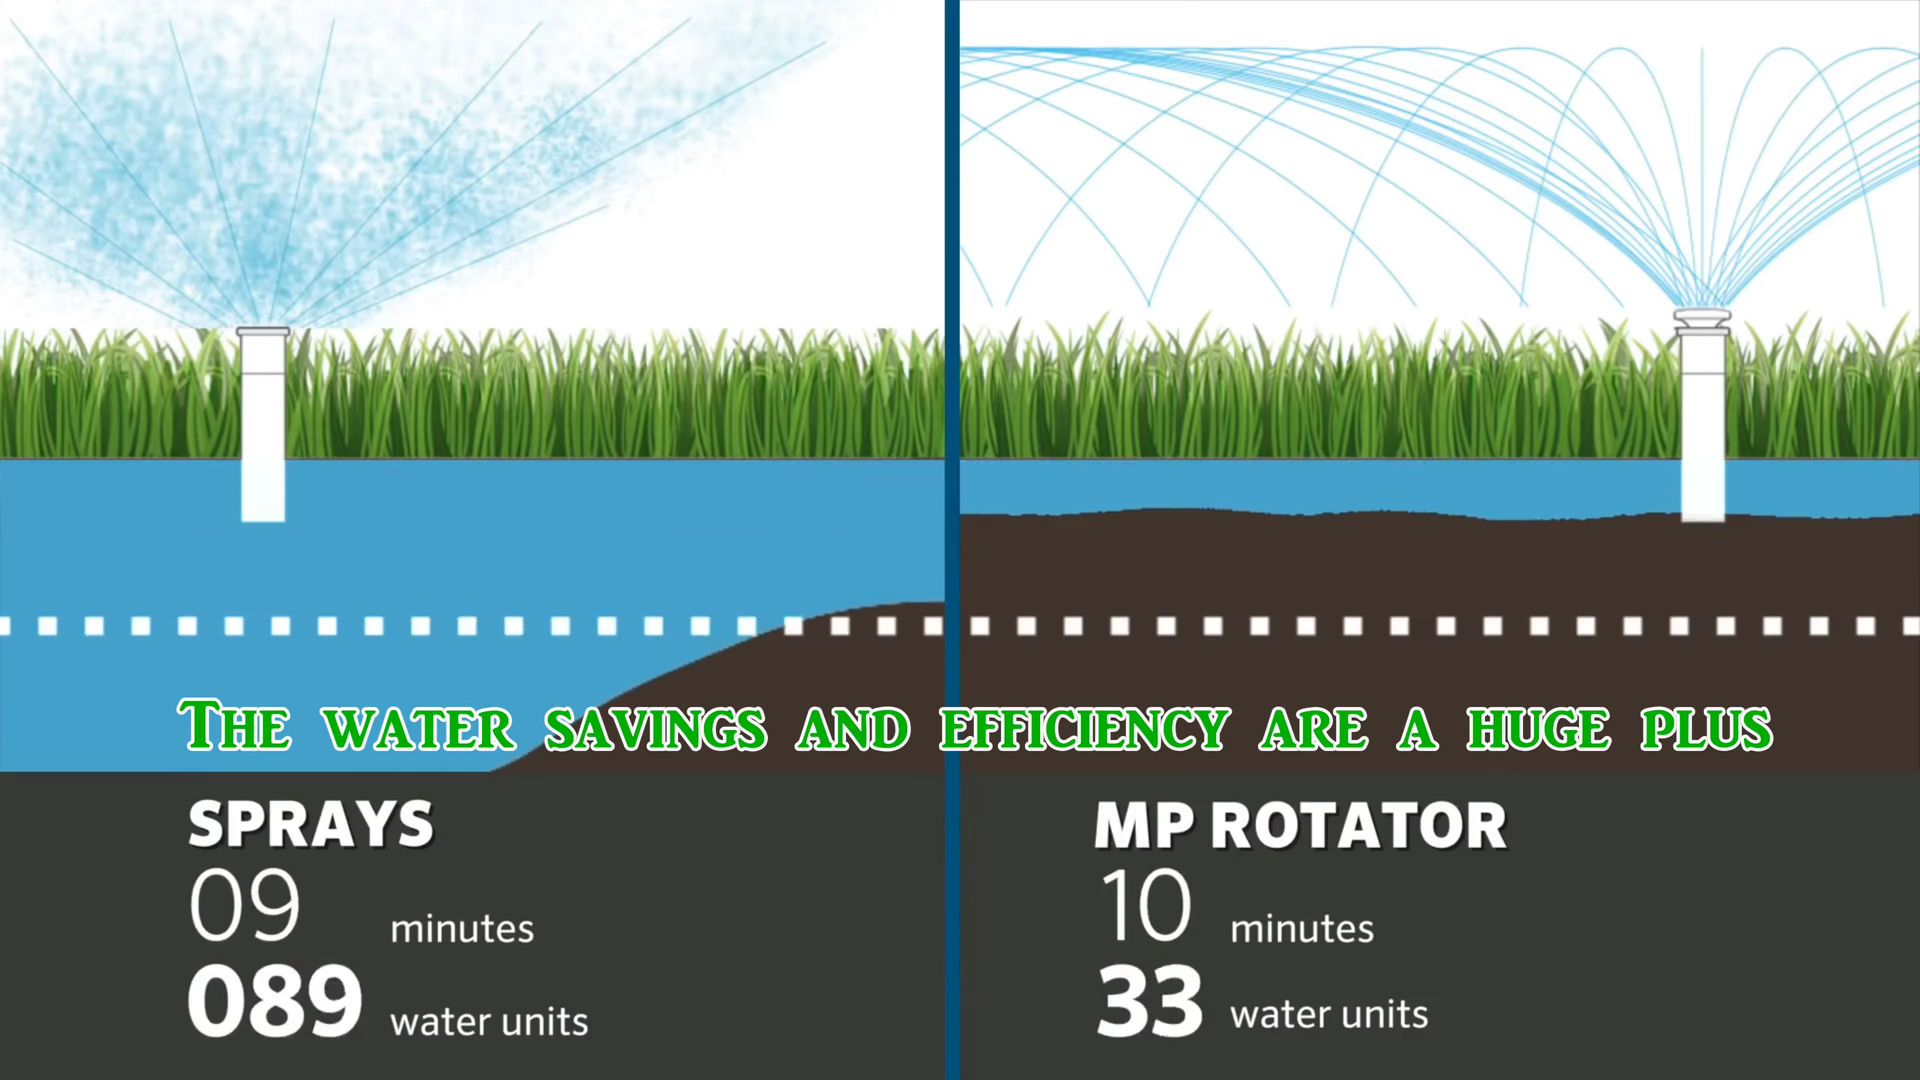 The water savings and efficiency are a huge plus
SPRAYS
09 minutes
089 water units
MP ROTATOR
10 minutes
33 water units